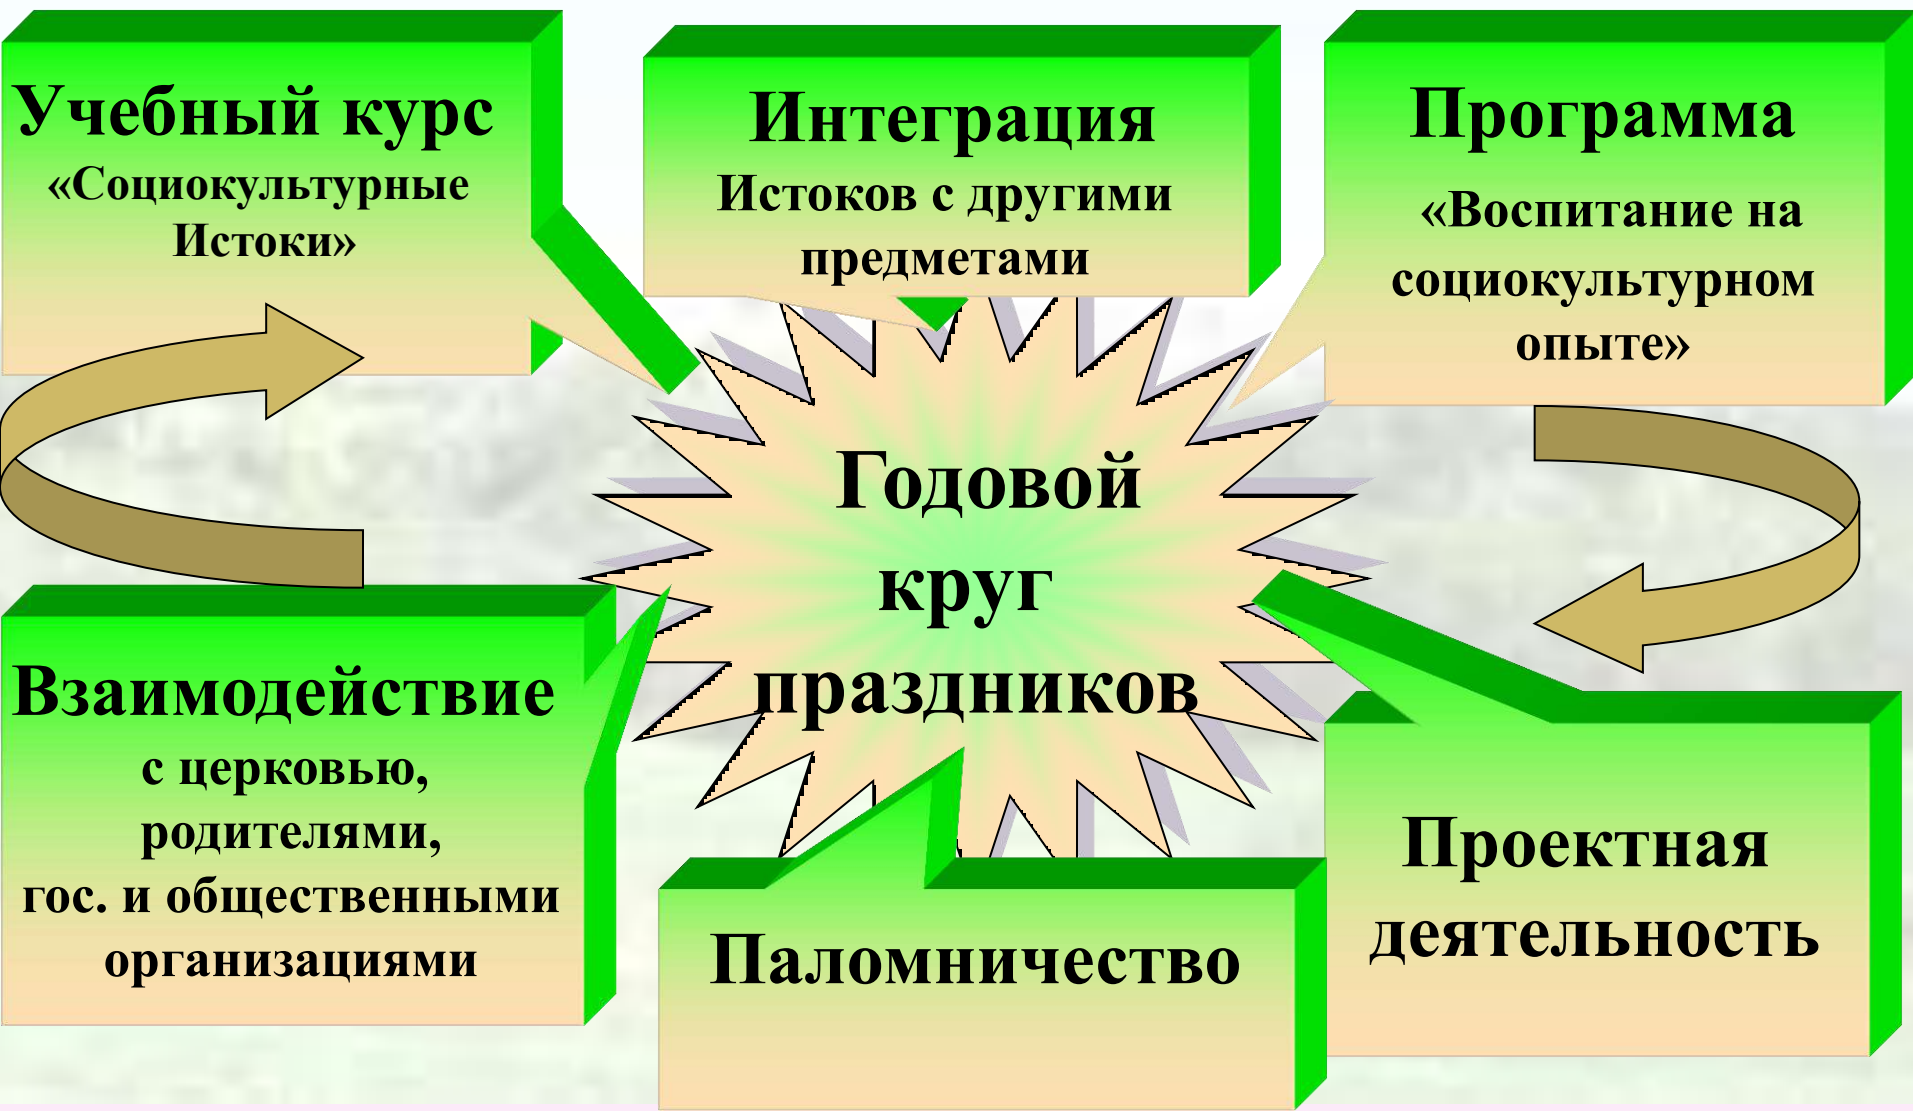 Учебный курс
«Социокультурные
Истоки»
Интеграция
Истоков с другими
предметами
Программа
«Воспитание на
социокультурном
опыте»
Годовой
круг
праздников
Взаимодействие
с церковью,
родителями,
гос. и общественными
организациями
Паломничество
Проектная
деятельность